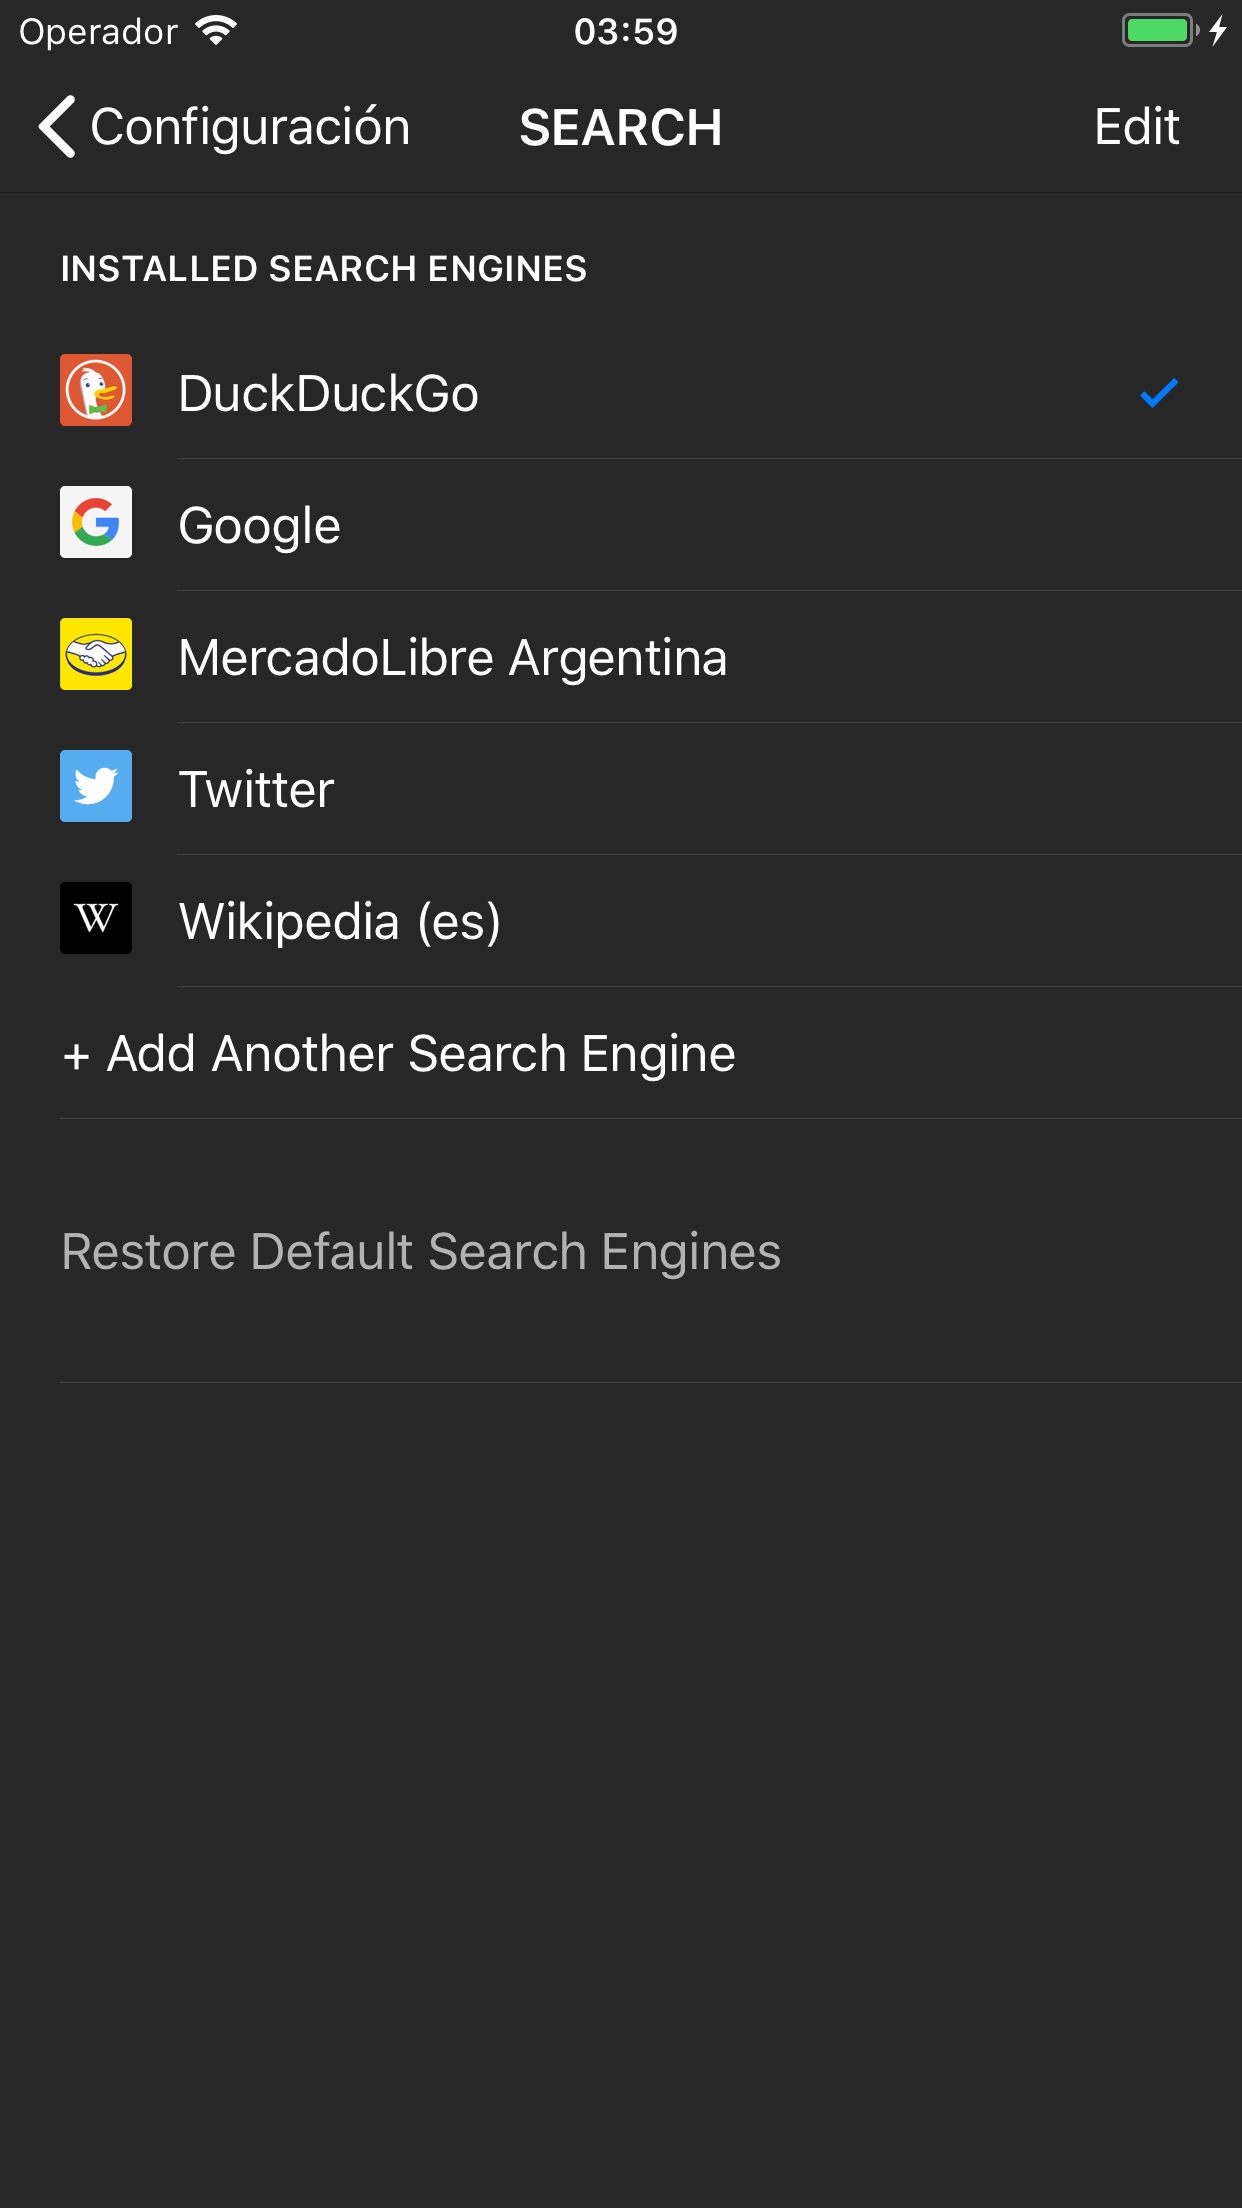 Operador
03:59
Configuración
SEARCH
Edit
INSTALLED SEARCH ENGINES
DuckDuckGo
Google
MercadoLibre Argentina
Twitter
W
Wikipedia (es)
+ Add Another Search Engine
Restore Default Search Engines